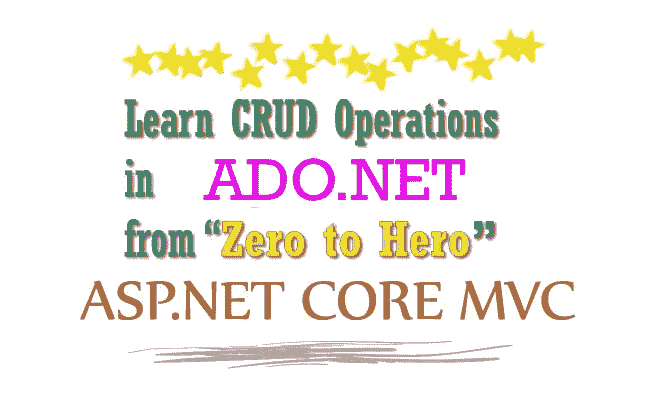 Learn CRUD Operations
in ADO.NET
from “Zero to Hero”
ASP.NET CORE MVC